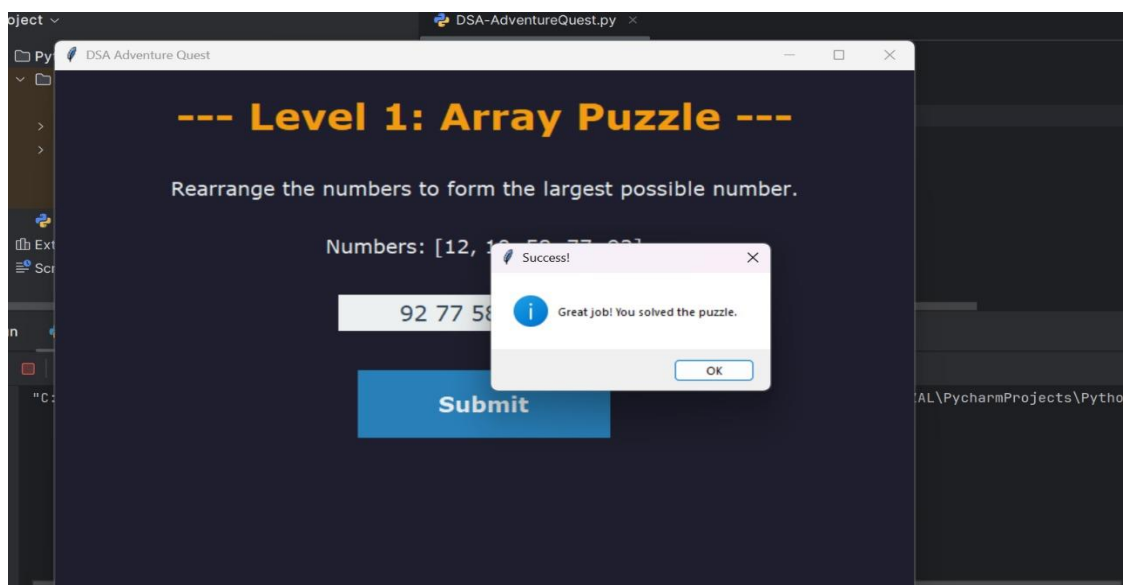 oject
DSA-AdventureQuest.py
Py
DSA Adventure Quest
--- Level 1: Array Puzzle ---
Rearrange the numbers to form the largest possible number.
Numbers: [12,
Ext
Success!
Scr
Great job! You solved the puzzle.
92 77 58
n
OK
Submit
"C:
AL\PycharmProjects\Pytho